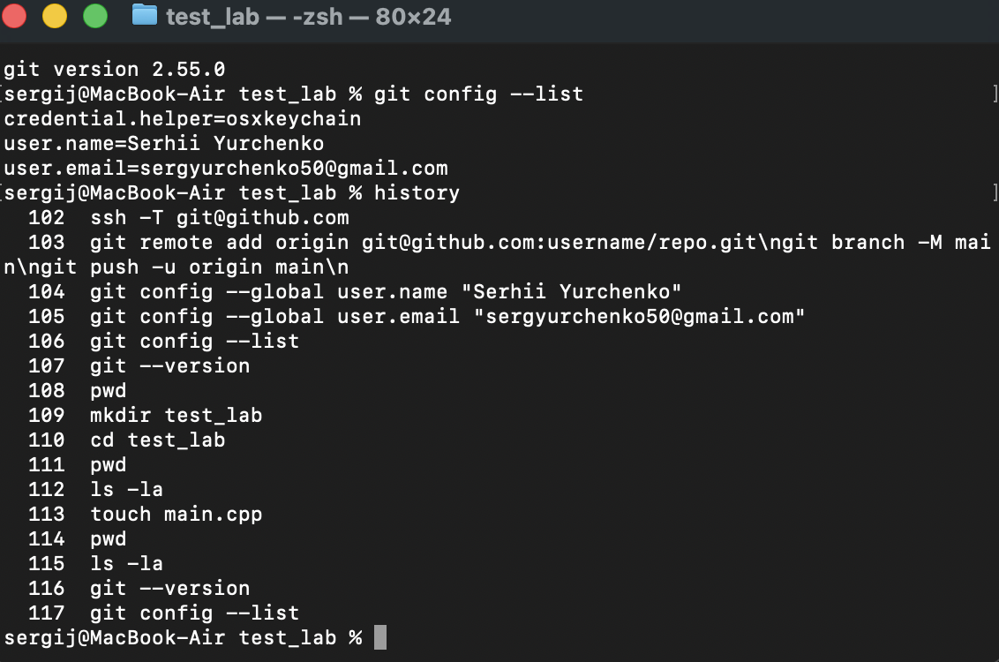 test_lab — -zsh — 80×24
git version 2.55.0
[sergij@MacBook-Air test_lab % git config --list ]
credential.helper=osxkeychain
user.name=Serhii Yurchenko
user.email=sergyurchenko50@gmail.com
[sergij@MacBook-Air test_lab % history ]
102 ssh -T git@github.com
103 git remote add origin git@github.com:username/repo.git\ngit branch -M mai
n\ngit push -u origin main\n
104 git config --global user.name "Serhii Yurchenko"
105 git config --global user.email "sergyurchenko50@gmail.com"
106 git config --list
107 git --version
108 pwd
109 mkdir test_lab
110 cd test_lab
111 pwd
112 ls -la
113 touch main.cpp
114 pwd
115 ls -la
116 git --version
117 git config --list
sergij@MacBook-Air test_lab %